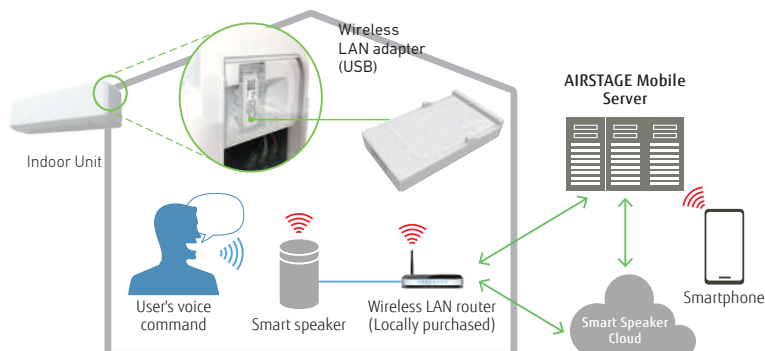 Wireless
LAN adapter
(USB)
AIRSTAGE Mobile
Server
Indoor Unit
User's voice
command
Smart speaker
Wireless LAN router
(Locally purchased)
Smart Speaker
Cloud
Smartphone